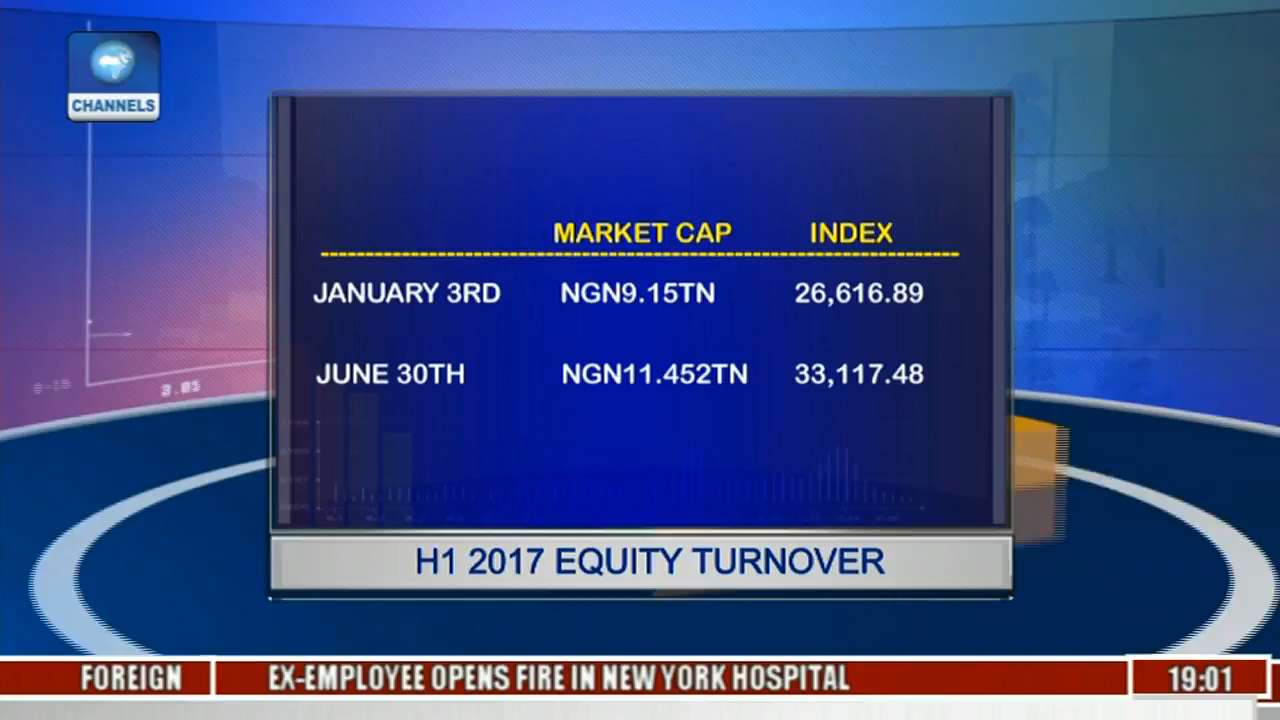 CHANNELS
MARKET CAP INDEX
JANUARY 3RD NGN9.15TN 26,616.89
JUNE 30TH NGN11.452TN 33,117.48
H1 2017 EQUITY TURNOVER
FOREIGN EX-EMPLOYEE OPENS FIRE IN NEW YORK HOSPITAL 19:01